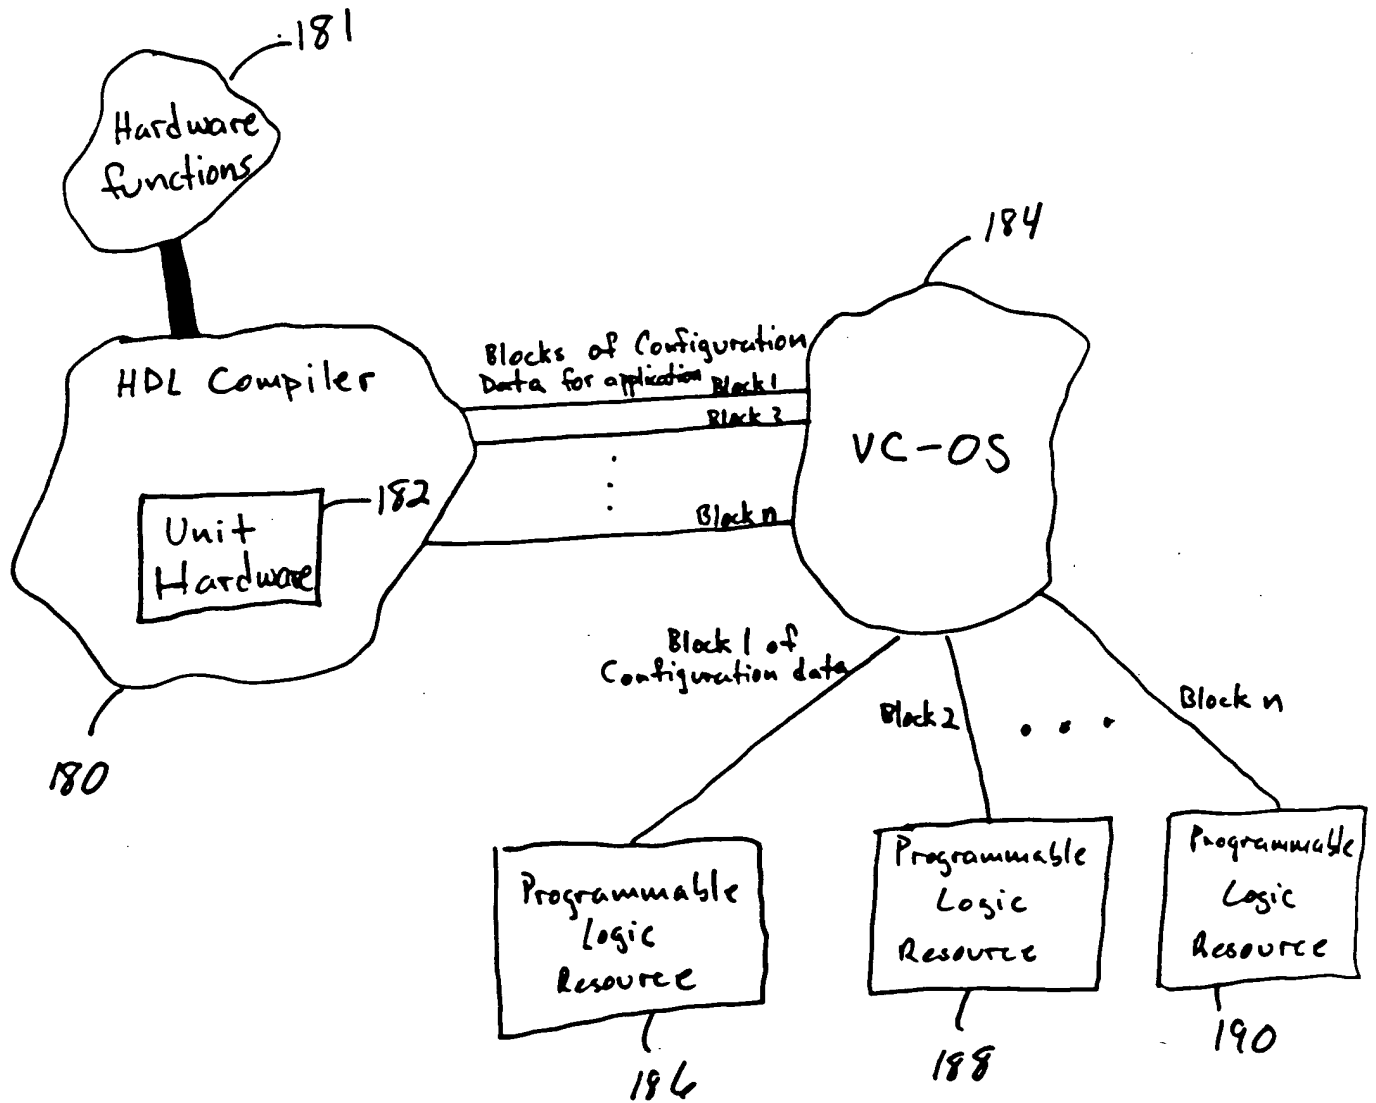 181
Hardware
functions
184
HDL Compiler
Blocks of Configuration
Data for application
Block 1
Block 2
Block n
VC-OS
182
Unit
Hardware
180
Block 1 of
Configuration data
Block 2
Block n
Programmable
Logic
Resource
186
Programmable
Logic
Resource
188
Programmable
Logic
Resource
190